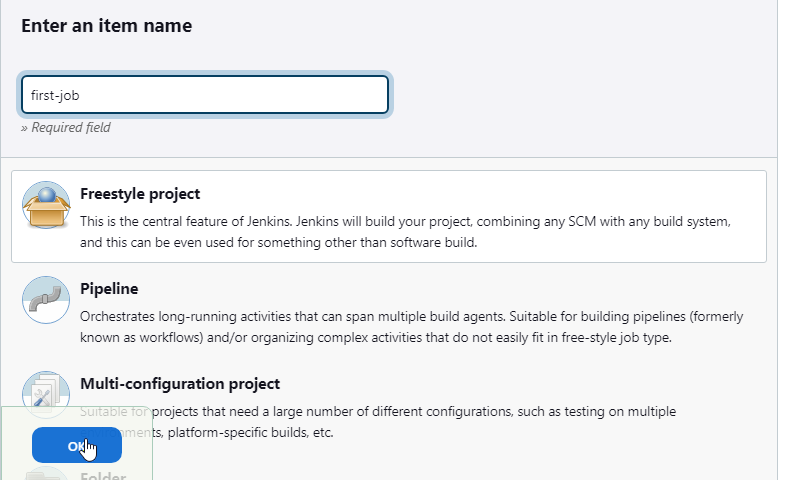 Enter an item name
first-job
» Required field
Freestyle project
This is the central feature of Jenkins. Jenkins will build your project, combining any SCM with any build system,
and this can be even used for something other than software build.
Pipeline
Orchestrates long-running activities that can span multiple build agents. Suitable for building pipelines (formerly
known as workflows) and/or organizing complex activities that do not easily fit in free-style job type.
Multi-configuration project
Suitable for projects that need a large number of different configurations, such as testing on multiple
platform-specific builds, etc.
OK
Folder